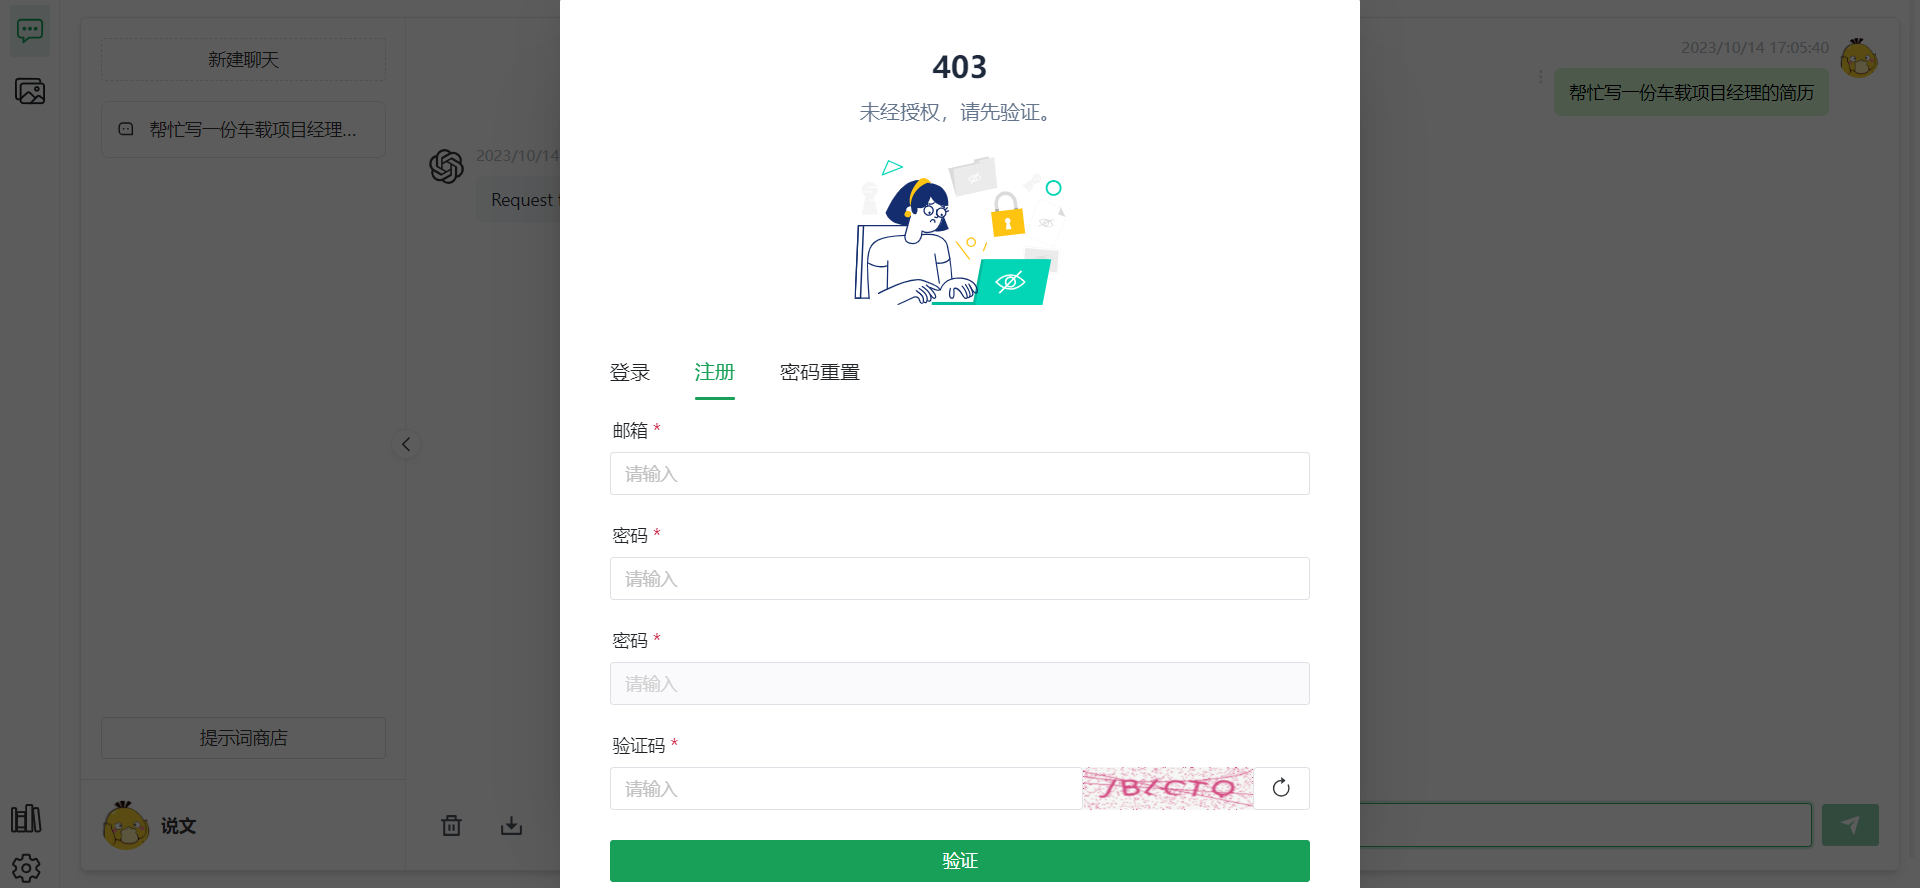 新建聊天
帮忙写一份车载项目经理...
提示词商店
说文
2023/10/14 17:05:40
帮忙写一份车载项目经理的简历
2023/10/14
Request
403
未经授权，请先验证。
登录 注册 密码重置
邮箱 *
请输入
密码 *
请输入
密码 *
请输入
验证码 *
请输入
验证